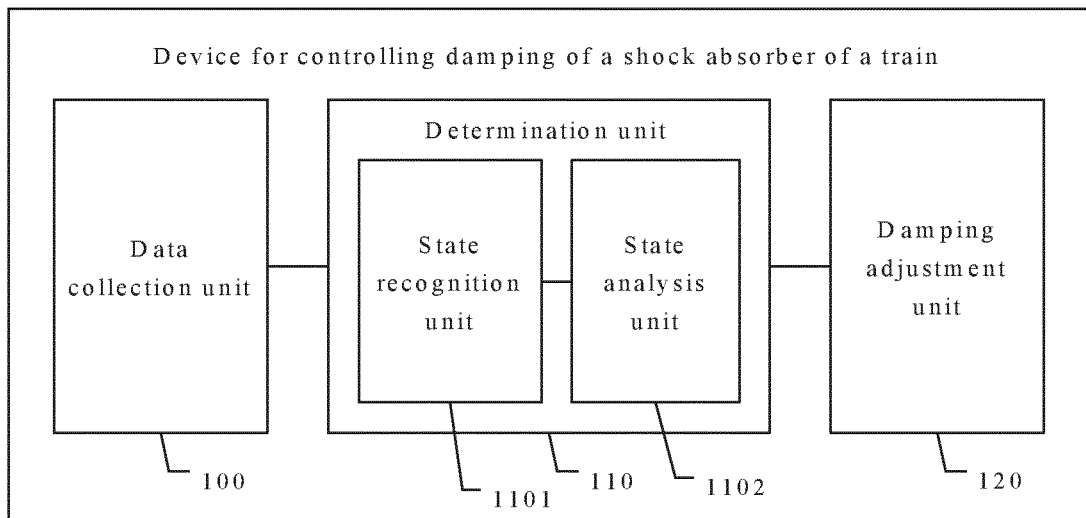 Device for controlling damping of a shock absorber of a train
Data
collection unit
Determination unit
State
recognition
unit
State
analysis
unit
Damping
adjustment
unit
100
1101
110
1102
120